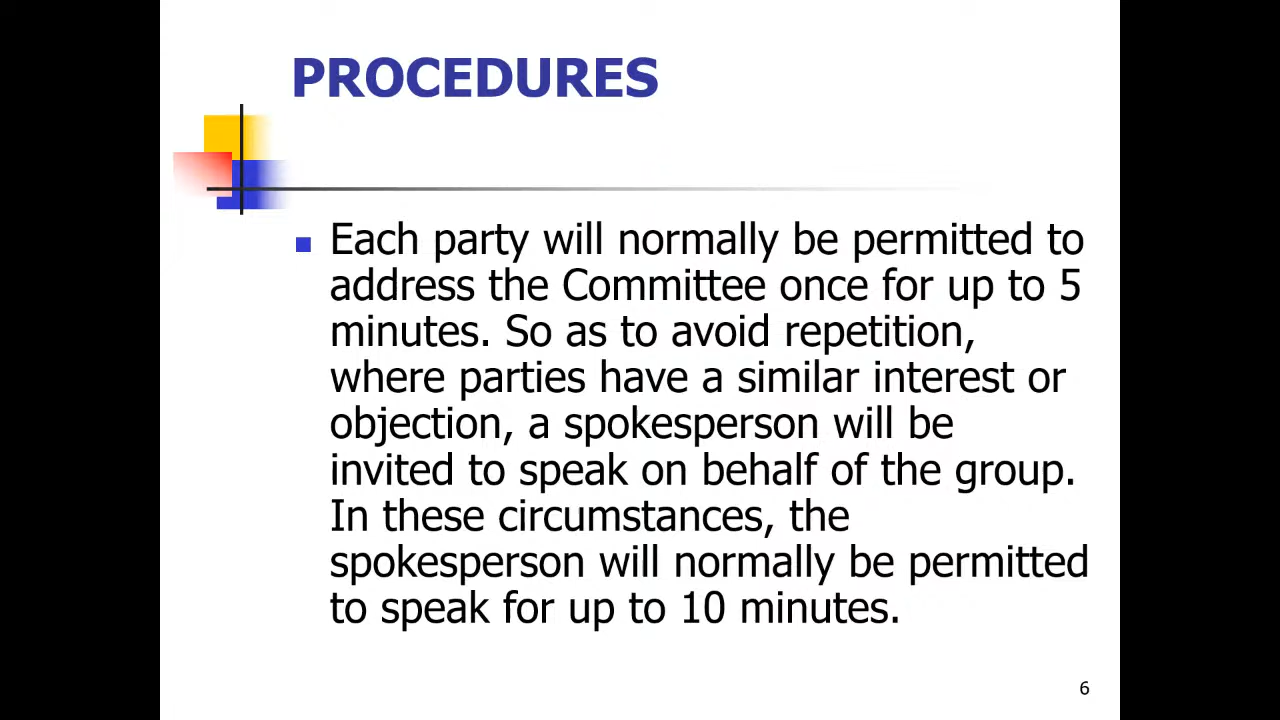 PROCEDURES
Each party will normally be permitted to
address the Committee once for up to 5
minutes. So as to avoid repetition,
where parties have a similar interest or
objection, a spokesperson will be
invited to speak on behalf of the group.
In these circumstances, the
spokesperson will normally be permitted
to speak for up to 10 minutes.
6